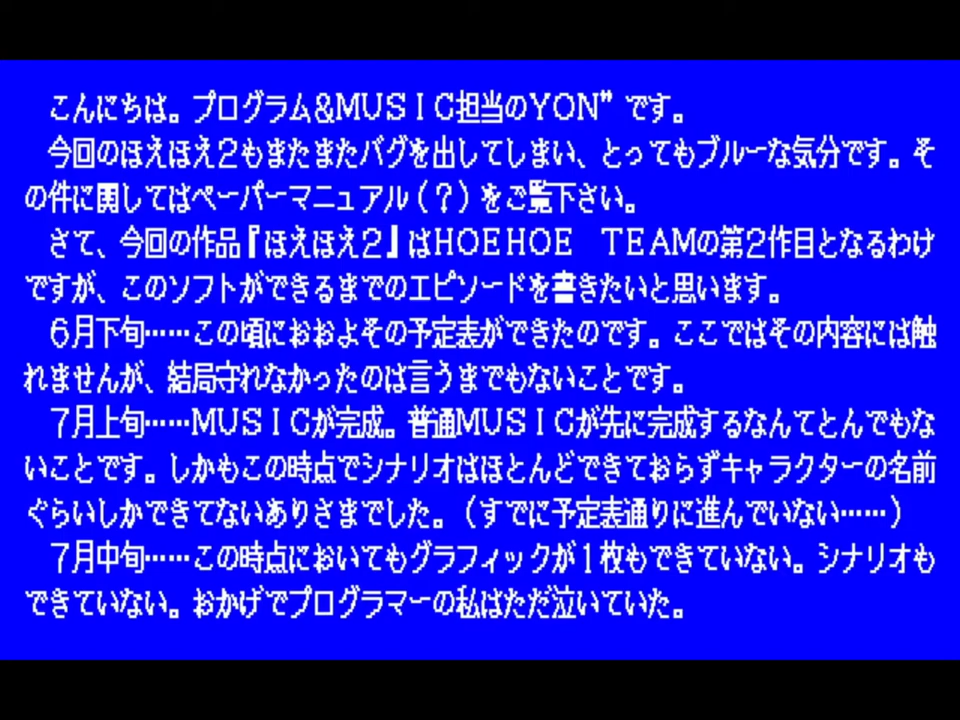 こんにちは。プログラム&MUSIC担当のYON”です。
今回のほえほえ2もまたまたバグを出してしまい、とってもブルーな気分です。そ
の件に関してはペーパーマニュアル(?)をご覧下さい。
さて、今回の作品『ほえほえ2』はHOEHOE TEAMの第2作目となるわけ
ですが、このソフトができるまでのエピソードを書きたいと思います。
6月下旬……この頃におおよその予定表ができたのです。ここではその内容には触
れませんが、結局守れなかったのは言うまでもないことです。
7月上旬……MUSICが完成。普通MUSICが先に完成するなんてとんでもな
いことです。しかもこの時点でシナリオはほとんどできておらずキャラクターの名前
ぐらいしかできてないありさまでした。(すでに予定表通りに進んでいない……)
7月中旬……この時点においてもグラフィックが1枚もできていない。シナリオも
できていない。おかげでプログラマーの私はただ泣いていた。